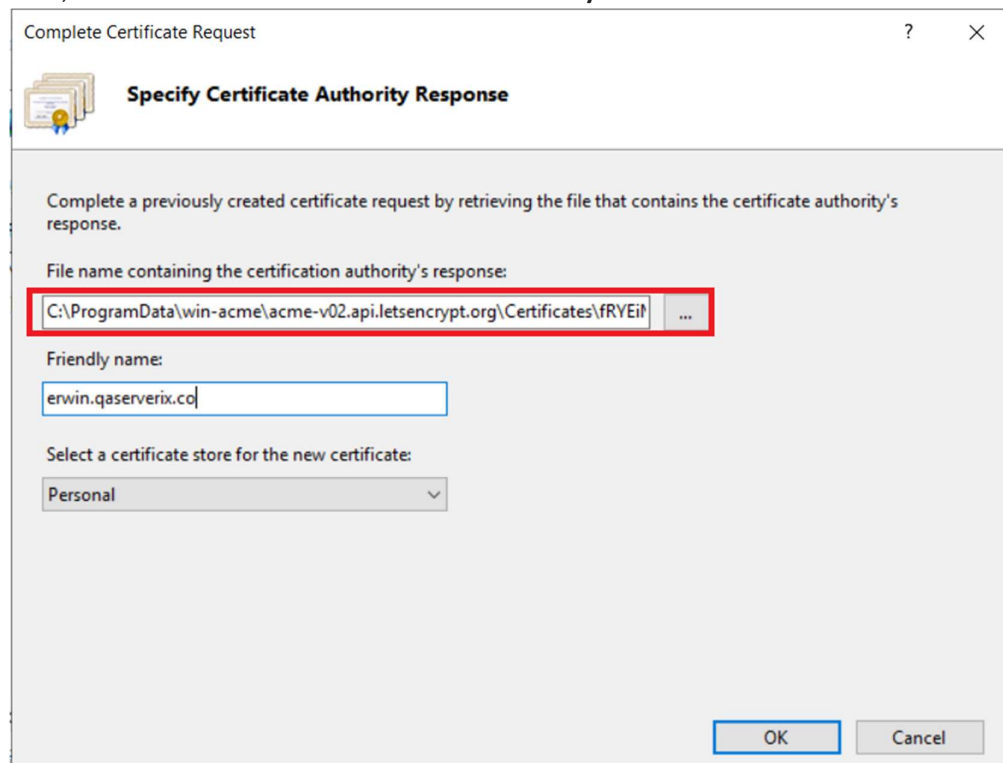 Complete Certificate Request
?
Specify Certificate Authority Response
Complete a previously created certificate request by retrieving the file that contains the certificate authority's
response.
File name containing the certification authority's response:
C:\ProgramData\win-acme\acme-v02.api.letsencrypt.org\Certificates\fRYEi
...
Friendly name:
erwin.qaserverix.co
Select a certificate store for the new certificate:
Personal
OK
Cancel